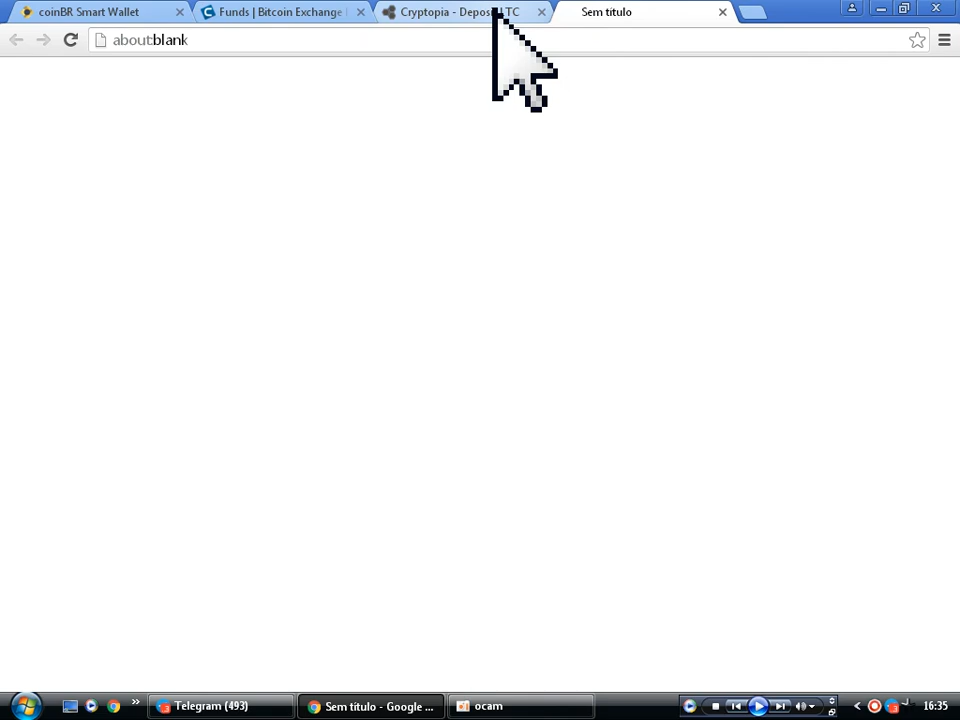 coinBR Smart Wallet
Funds | Bitcoin Exchange
Cryptopia - Depos LTC
Sem título
about:blank
Telegram (493)
Sem título - Google ...
ocam
16:35